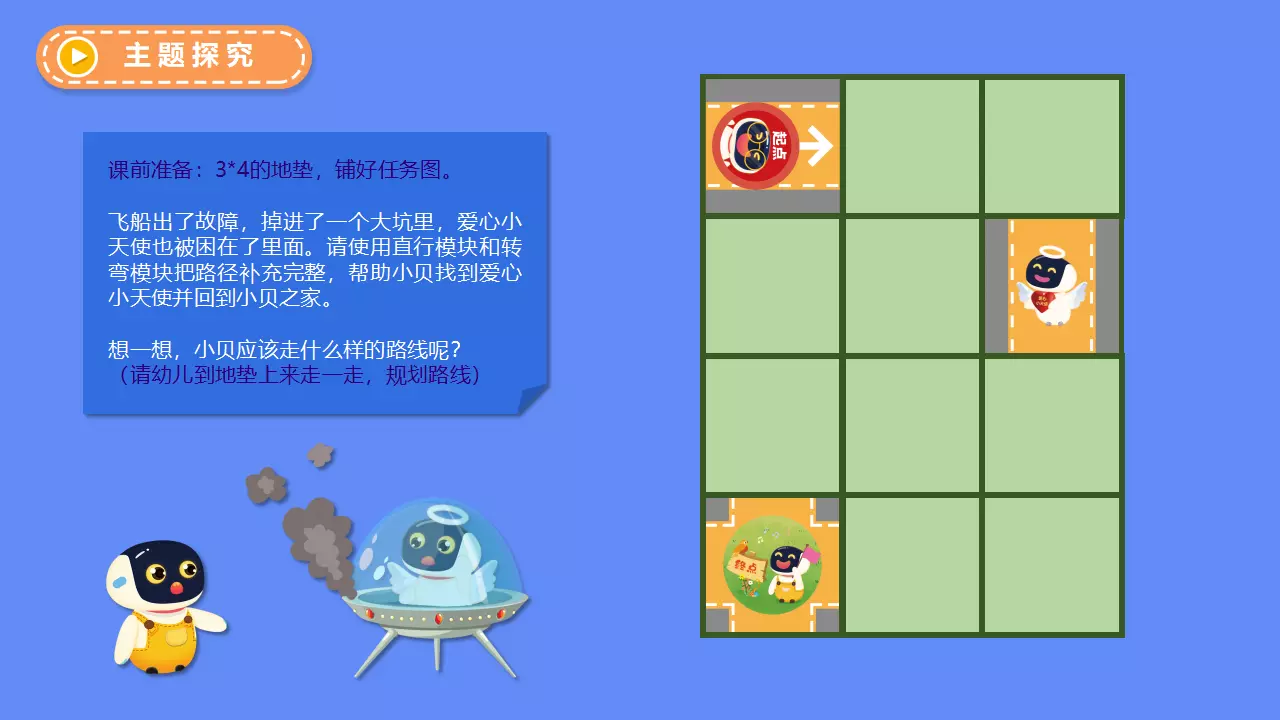 主题探究
课前准备：3*4的地垫，铺好任务图。
飞船出了故障，掉进了一个大坑里，爱心小
天使也被困在了里面。请使用直行模块和转
弯模块把路径补充完整，帮助小贝找到爱心
小天使并回到小贝之家。
想一想，小贝应该走什么样的路线呢？
（请幼儿到地垫上来走一走，规划路线）
起点
终点